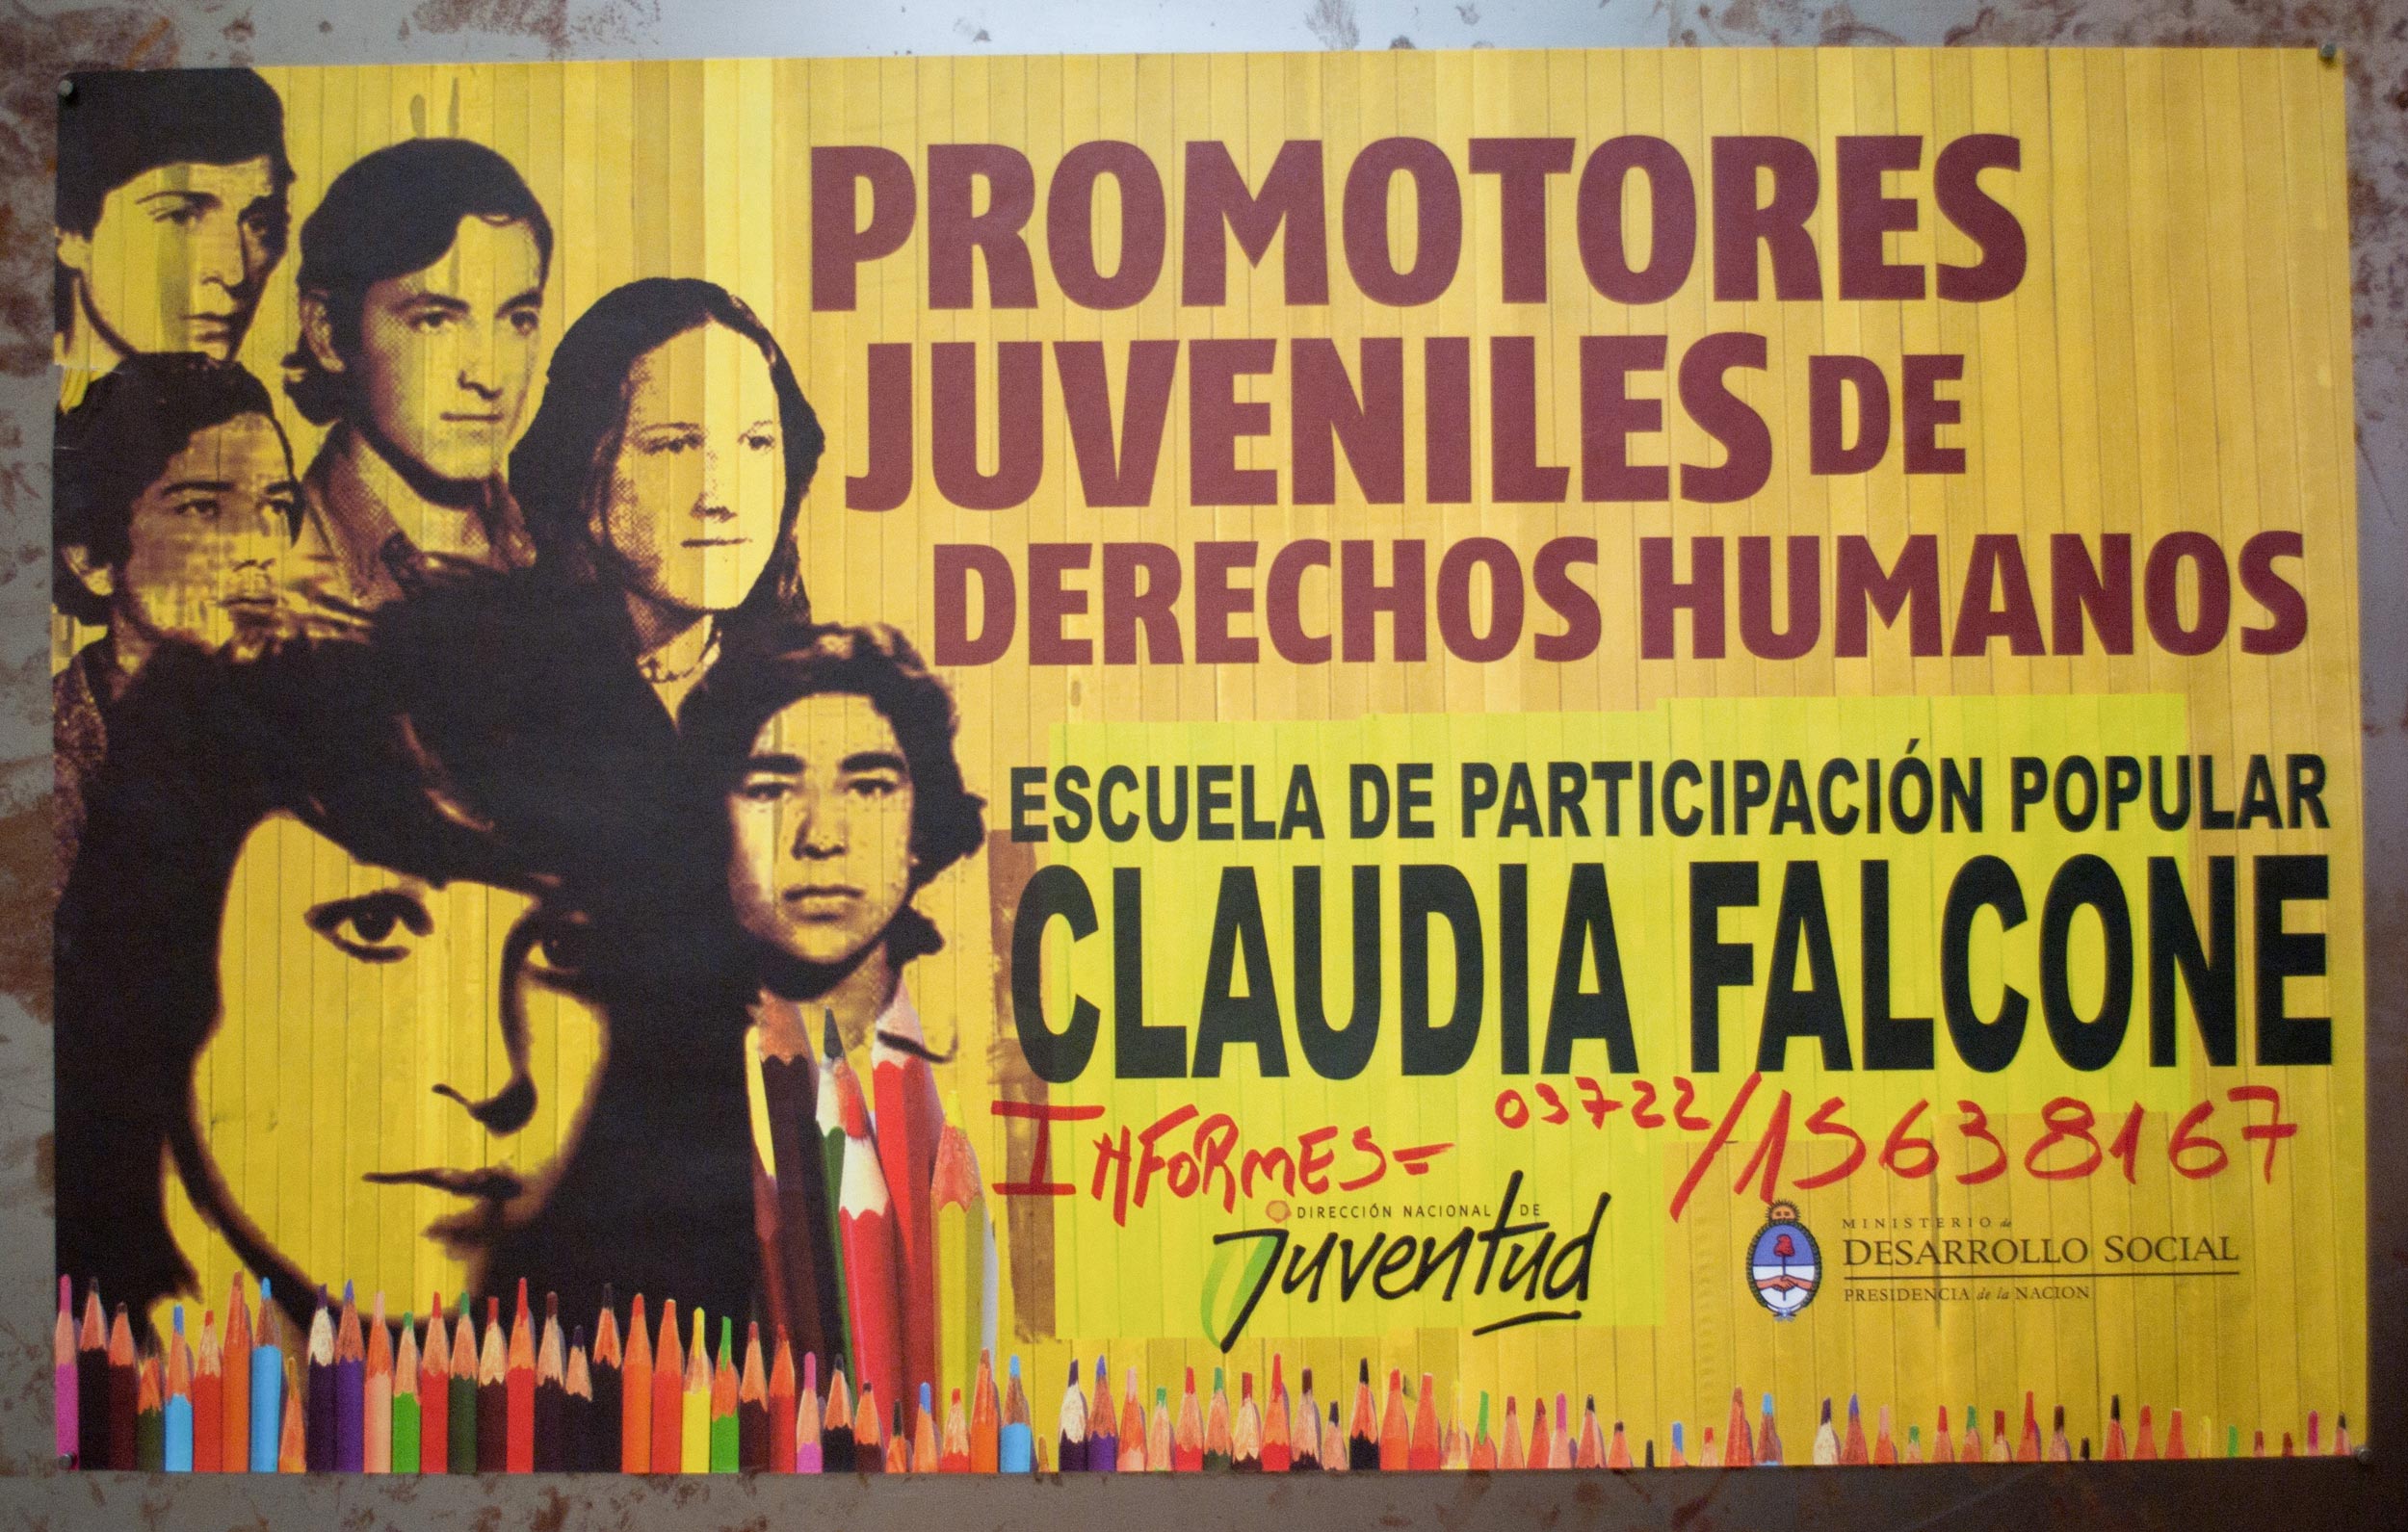 PROMOTORES
JUVENILES DE
DERECHOS HUMANOS
ESCUELA DE PARTICIPACIÓN POPULAR
CLAUDIA FALCONE
INFORMES= 03722/15638167
DIRECCIÓN NACIONAL DE
juventud
MINISTERIO de
DESARROLLO SOCIAL
PRESIDENCIA de la NACION